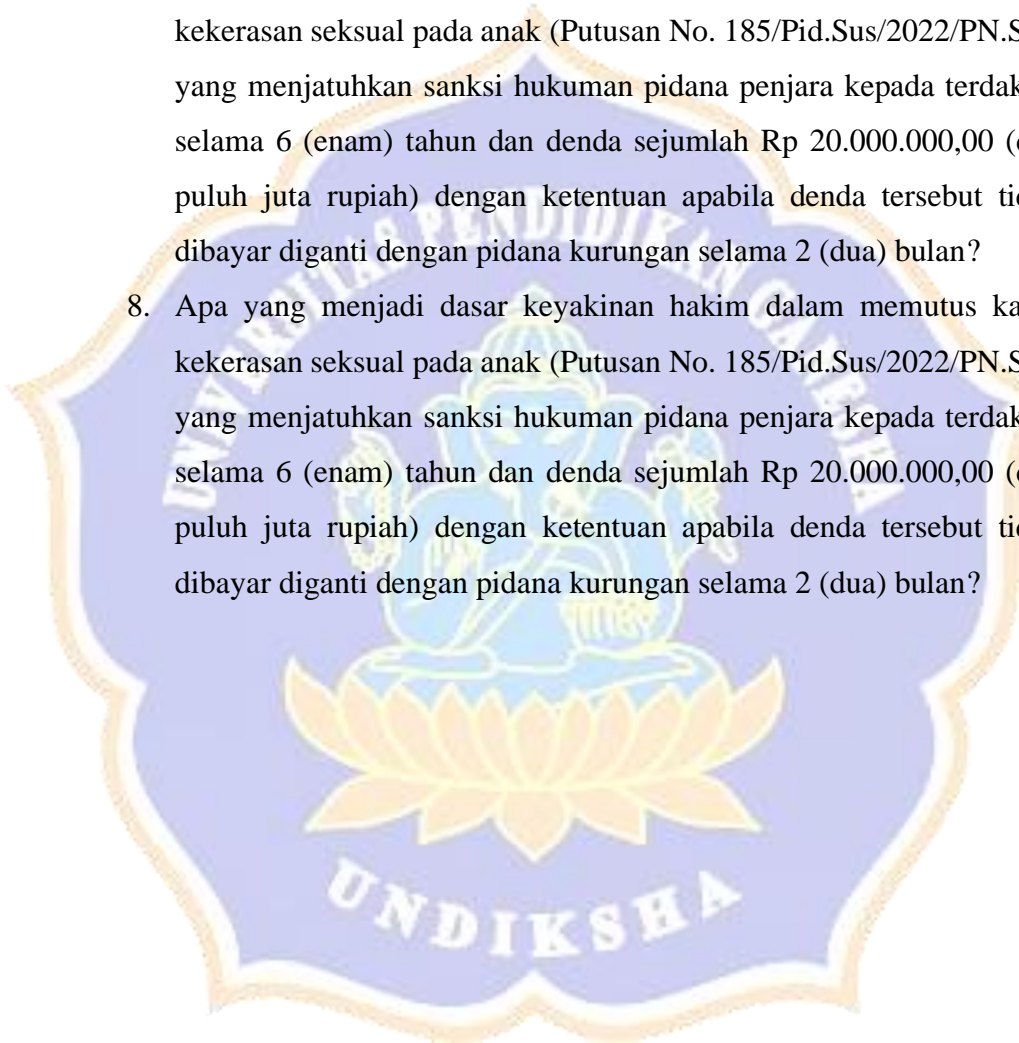 kekerasan seksual pada anak (Putusan No. 185/Pid.Sus/2022/PN.S
yang menjatuhkan sanksi hukuman pidana penjara kepada
selama 6 (enam) tahun dan denda sejumlah Rp 20.000.000,00
puluh juta rupiah) dengan ketentuan apabila denda tersebut
dibayar diganti dengan pidana kurungan selama 2 (dua) bulan?
8. Apa yang menjadi dasar keyakinan hakim dalam memutus
kekerasan seksual pada anak (Putusan No. 185/Pid.Sus/2022/PN.S
yang menjatuhkan sanksi hukuman pidana penjara kepada
selama 6 (enam) tahun dan denda sejumlah Rp 20.000.000,00
puluh juta rupiah) dengan ketentuan apabila denda tersebut
dibayar diganti dengan pidana kurungan selama 2 (dua) bulan?
UNIVERSITAS PENDIDIKAN GANESHA
UNDIKSHA